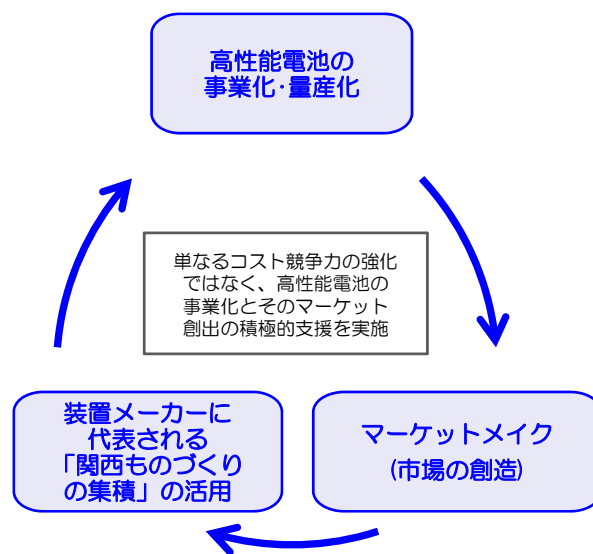 高性能電池の
事業化･量産化
単なるコスト競争力の強化
ではなく、高性能電池の
事業化とそのマーケット
創出の積極的支援を実施
装置メーカーに
代表される
「関西ものづくり
の集積」の活用
マーケットメイク
(市場の創造)